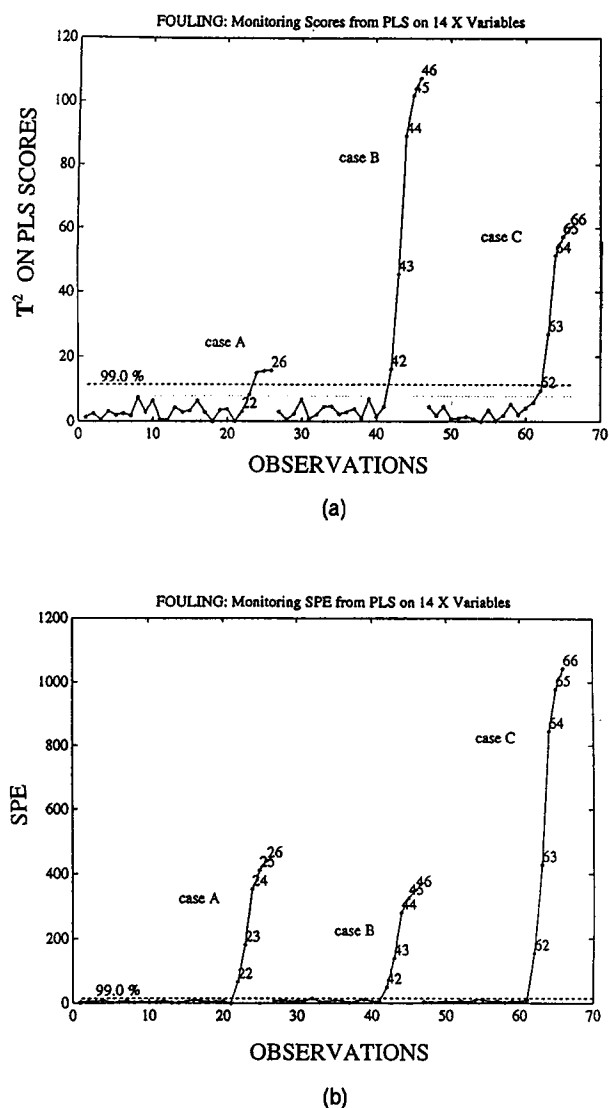 FOULING: Monitoring Scores from PLS on 14 X Variables
120
100
80
60
40
20
0
T² ON PLS SCORES
case A
case B
case C
99.0 %
22
26
42
43
44
45
46
62
63
64
65
66
0 10 20 30 40 50 60 70
OBSERVATIONS
(a)
FOULING: Monitoring SPE from PLS on 14 X Variables
1200
1000
800
600
400
200
0
SPE
case A
case B
case C
99.0 %
22
23
24
25
26
42
43
44
45
46
62
63
64
65
66
0 10 20 30 40 50 60 70
OBSERVATIONS
(b)